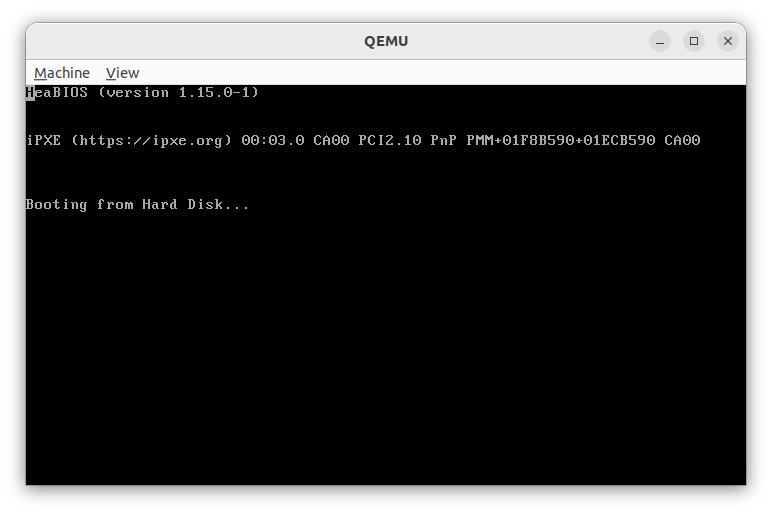 QEMU
Machine View
HeaBIOS (version 1.15.0-1)
iPXE (https://ipxe.org) 00:03.0 CA00 PCI2.10 PnP PMM+01F8B590+01ECB590 CA00
Booting from Hard Disk...